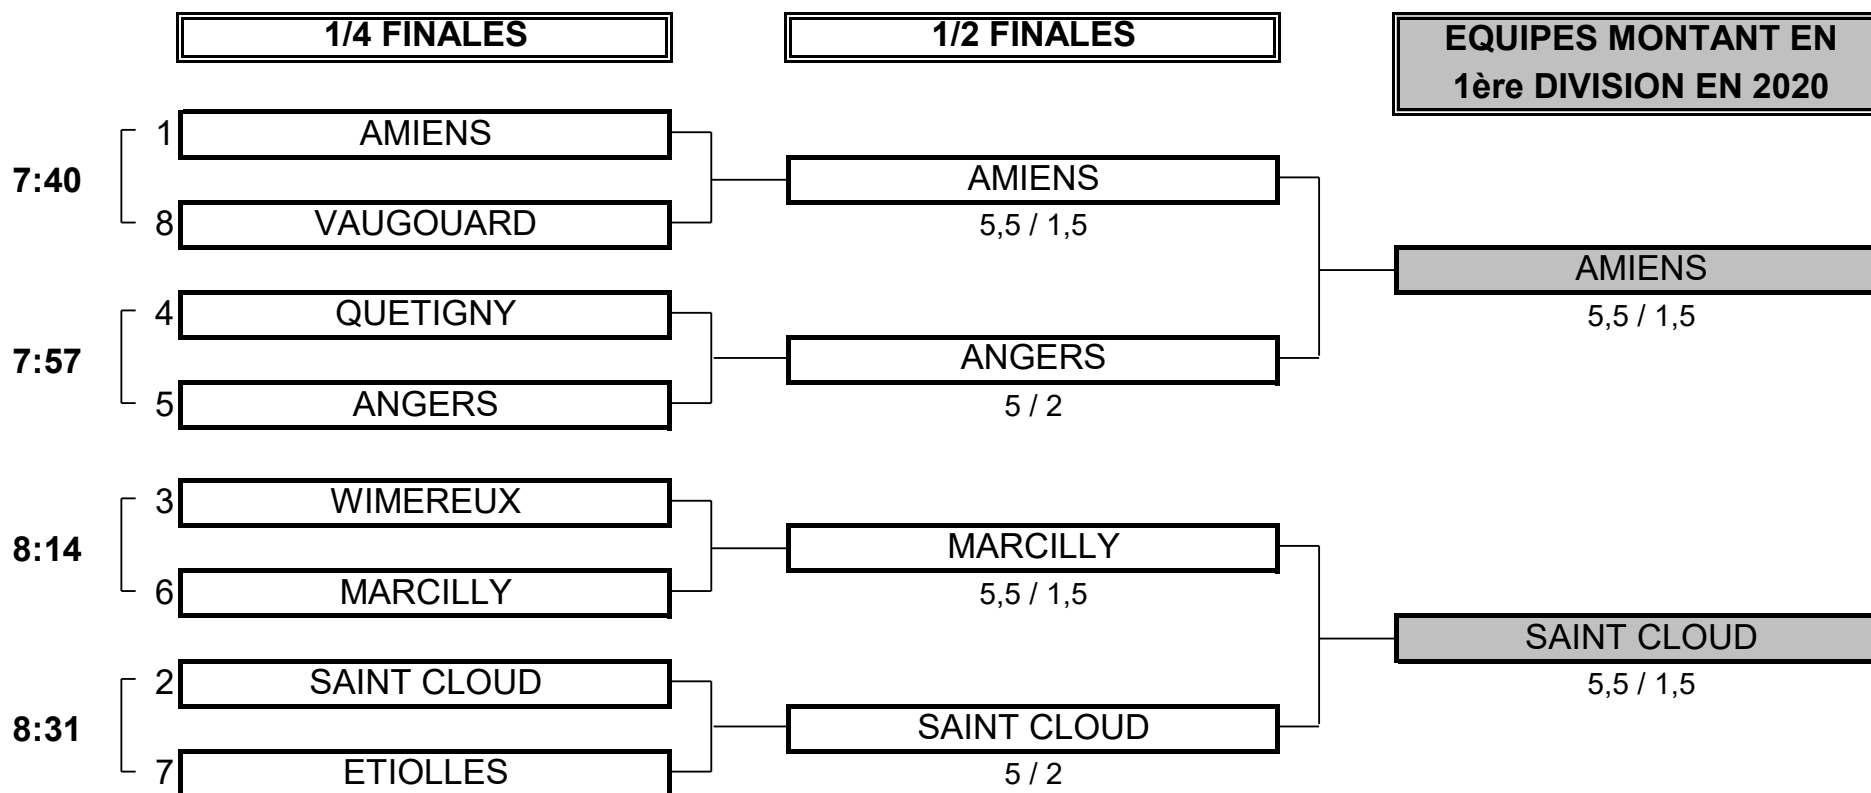 1/4 FINALES
1/2 FINALES
EQUIPES MONTANT EN
1ère DIVISION EN 2020
1 AMIENS
7:40
AMIENS
8 VAUGOUARD
5,5 / 1,5
AMIENS
4 QUETIGNY
5,5 / 1,5
7:57
ANGERS
5 ANGERS
5 / 2
3 WIMEREUX
8:14
MARCILLY
6 MARCILLY
5,5 / 1,5
SAINT CLOUD
2 SAINT CLOUD
5,5 / 1,5
8:31
SAINT CLOUD
7 ETIOLLES
5 / 2